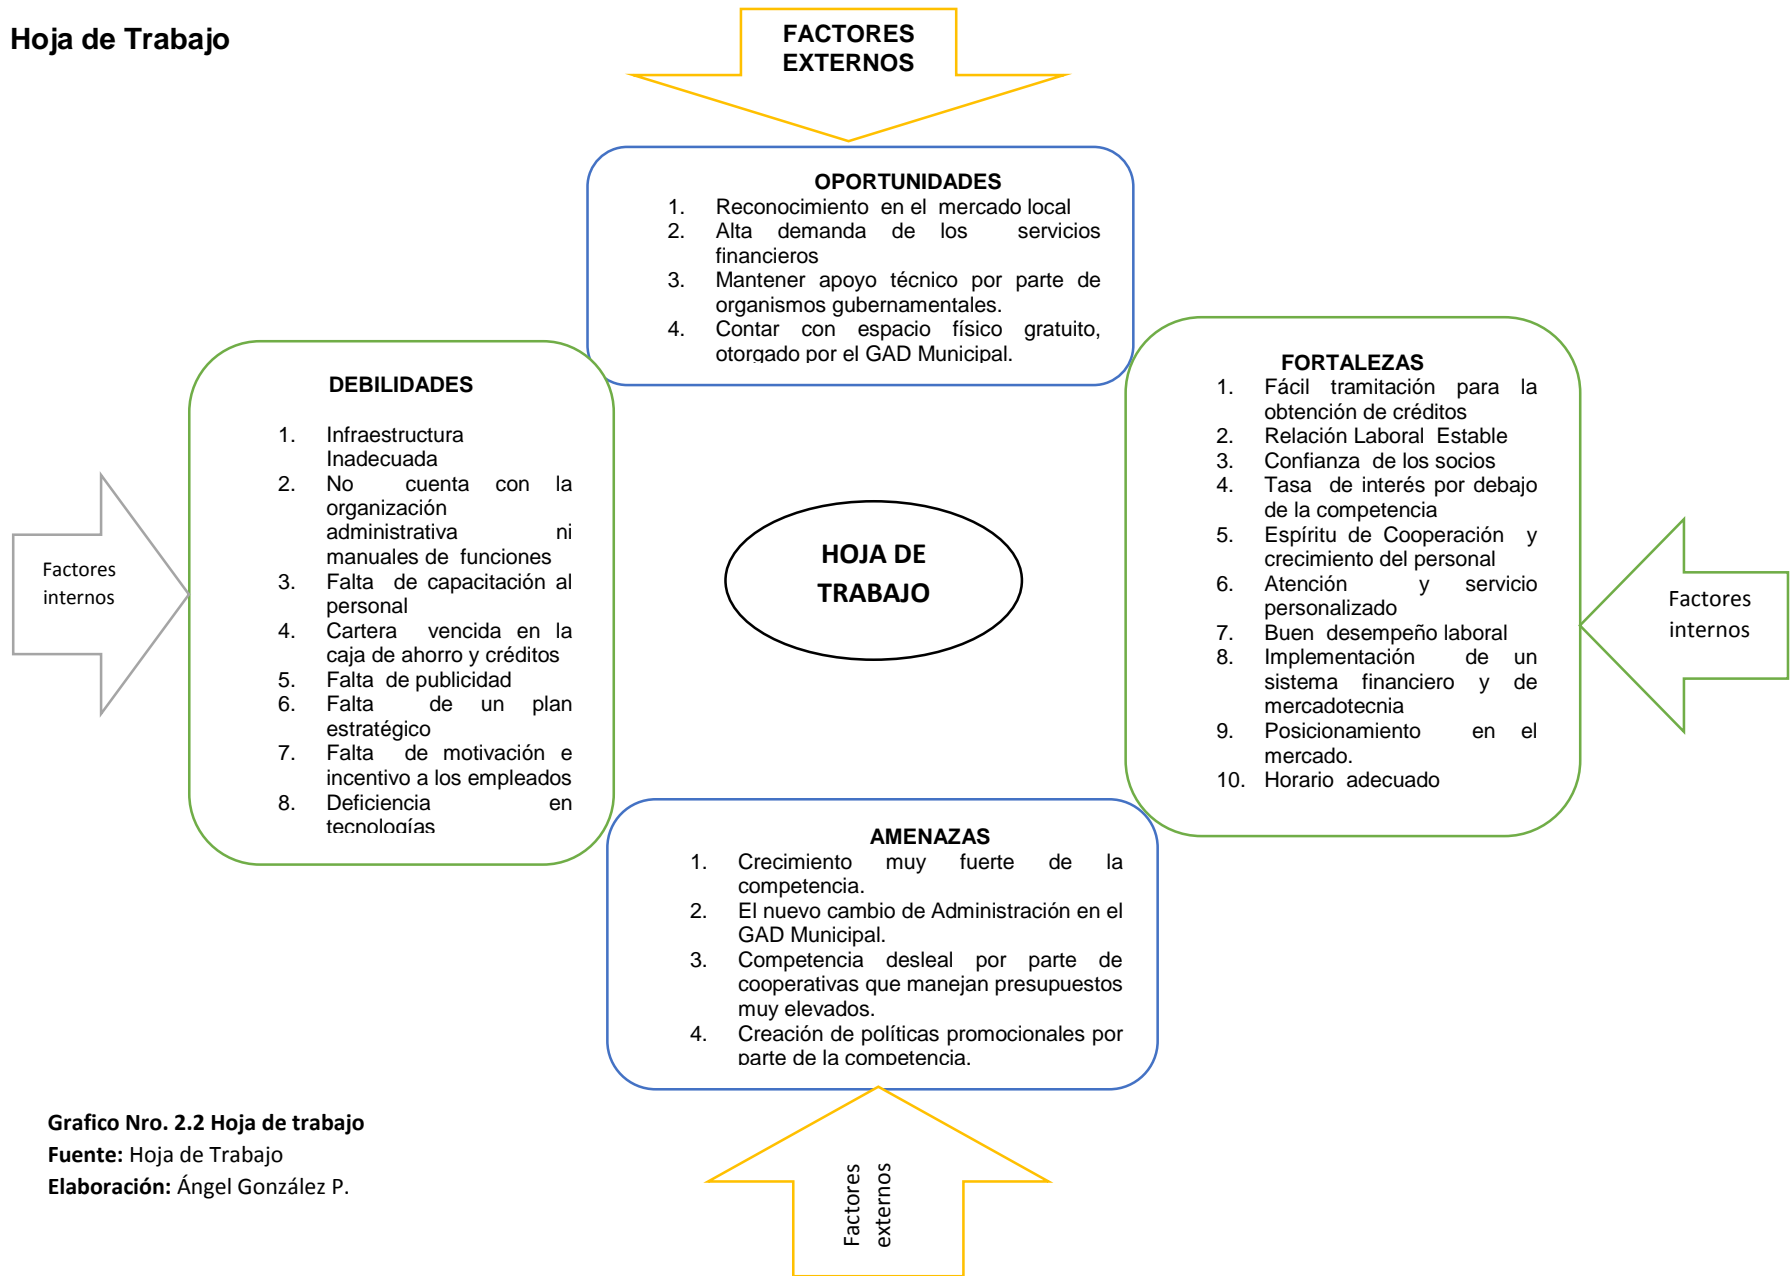 Hoja de Trabajo
FACTORES
EXTERNOS
OPORTUNIDADES
1. Reconocimiento en el mercado local
2. Alta demanda de los servicios
financieros
3. Mantener apoyo técnico por parte de
organismos gubernamentales.
4. Contar con espacio físico gratuito,
otorgado por el GAD Municipal.
DEBILIDADES
1. Infraestructura
Inadecuada
2. No cuenta con la
organización
administrativa ni
manuales de funciones
3. Falta de capacitación al
personal
4. Cartera vencida en la
caja de ahorro y créditos
5. Falta de publicidad
6. Falta de un plan
estratégico
7. Falta de motivación e
incentivo a los empleados
8. Deficiencia en
tecnologías
Factores
internos
HOJA DE
TRABAJO
FORTALEZAS
1. Fácil tramitación para la
obtención de créditos
2. Relación Laboral Estable
3. Confianza de los socios
4. Tasa de interés por debajo
de la competencia
5. Espíritu de Cooperación y
crecimiento del personal
6. Atención y servicio
personalizado
7. Buen desempeño laboral
8. Implementación de un
sistema financiero y de
mercadotecnia
9. Posicionamiento en el
mercado.
10. Horario adecuado
Factores
internos
AMENAZAS
1. Crecimiento muy fuerte de la
competencia.
2. El nuevo cambio de Administración en el
GAD Municipal.
3. Competencia desleal por parte de
cooperativas que manejan presupuestos
muy elevados.
4. Creación de políticas promocionales por
parte de la competencia.
Factores
externos
Grafico Nro. 2.2 Hoja de trabajo
Fuente: Hoja de Trabajo
Elaboración: Ángel González P.